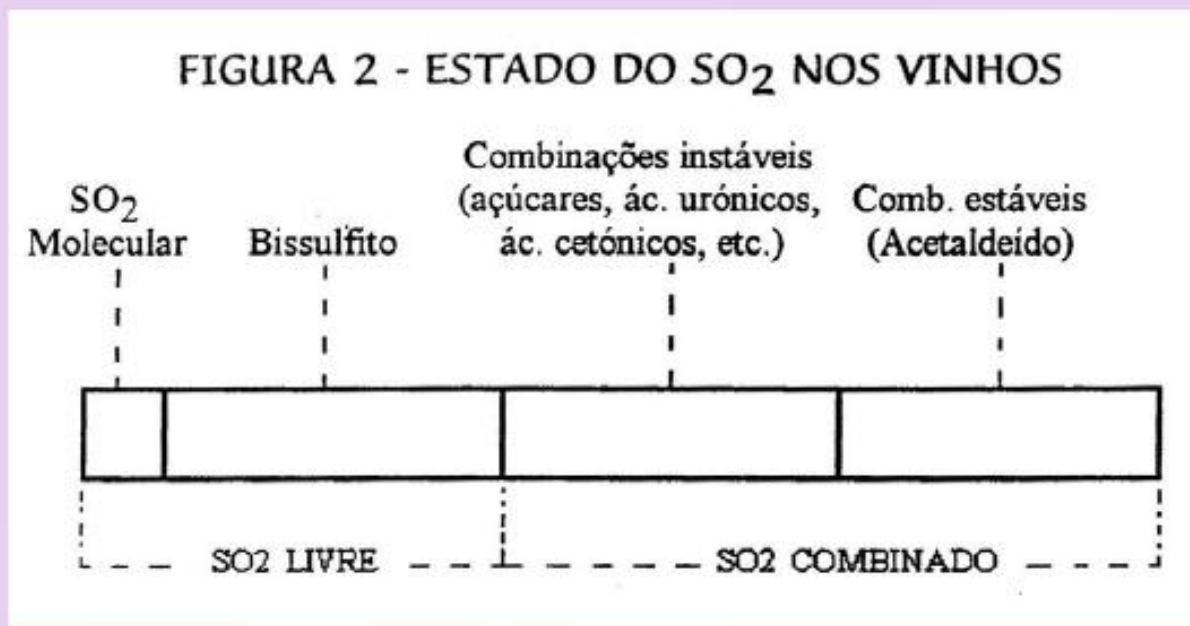 FIGURA 2 - ESTADO DO SO2 NOS VINHOS
SO2
Molecular
Bissulfito
Combinações instáveis
(açúcares, ác. urónicos,
ác. cetónicos, etc.)
Comb. estáveis
(Acetaldeído)
SO2 LIVRE
SO2 COMBINADO